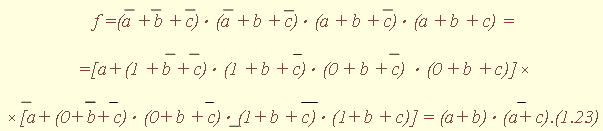 f =(a̅ + b̅ + c̅) · (a̅ + b + c̅) · (a + b + c̅) · (a + b + c) =
=[a+(1 + b̅ + c̅) · (1 + b + c̅) · (0 + b + c̅) · (0 + b + c)] ×
× [a̅+(0+b̅+c̅) · (0+ b + c̅) · (1+ b + c̅) · (1+ b + c)] = (a+b) · (a̅+ c).(1.23)